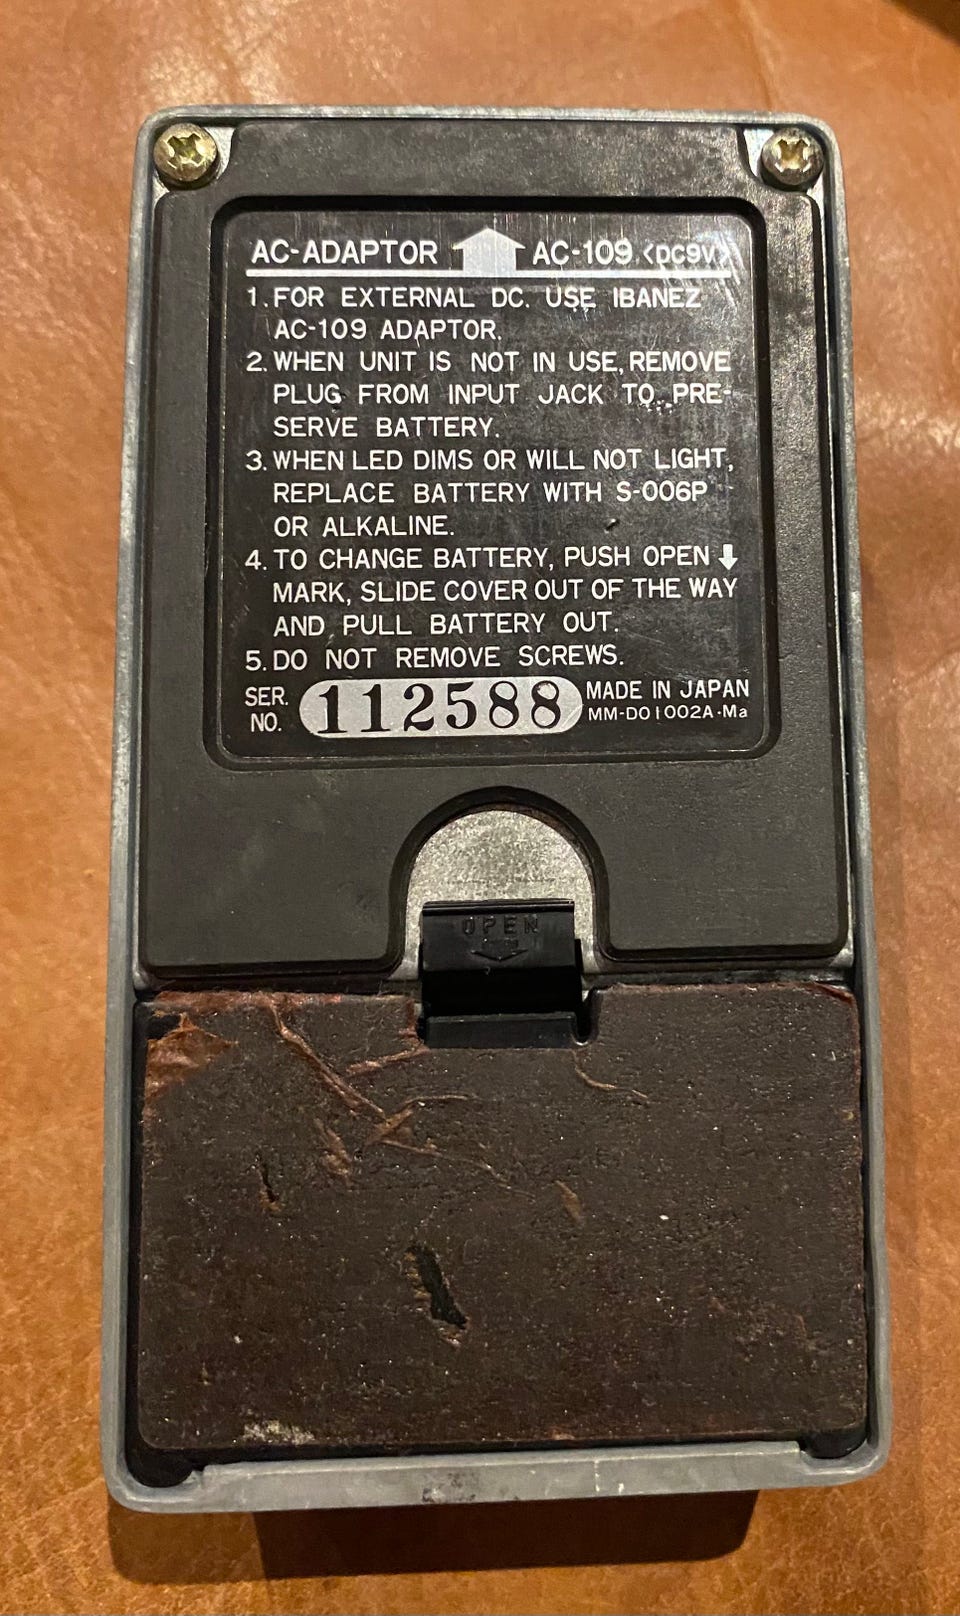 AC-ADAPTOR AC-109 <DC9V>
1. FOR EXTERNAL DC. USE IBANEZ
AC-109 ADAPTOR.
2. WHEN UNIT IS NOT IN USE, REMOVE
PLUG FROM INPUT JACK TO PRE-
SERVE BATTERY.
3. WHEN LED DIMS OR WILL NOT LIGHT,
REPLACE BATTERY WITH S-006P
OR ALKALINE.
4. TO CHANGE BATTERY, PUSH OPEN ⬇
MARK, SLIDE COVER OUT OF THE WAY
AND PULL BATTERY OUT.
5. DO NOT REMOVE SCREWS.
SER. NO. 112588
MADE IN JAPAN
MM-DO1002A·Ma
OPEN